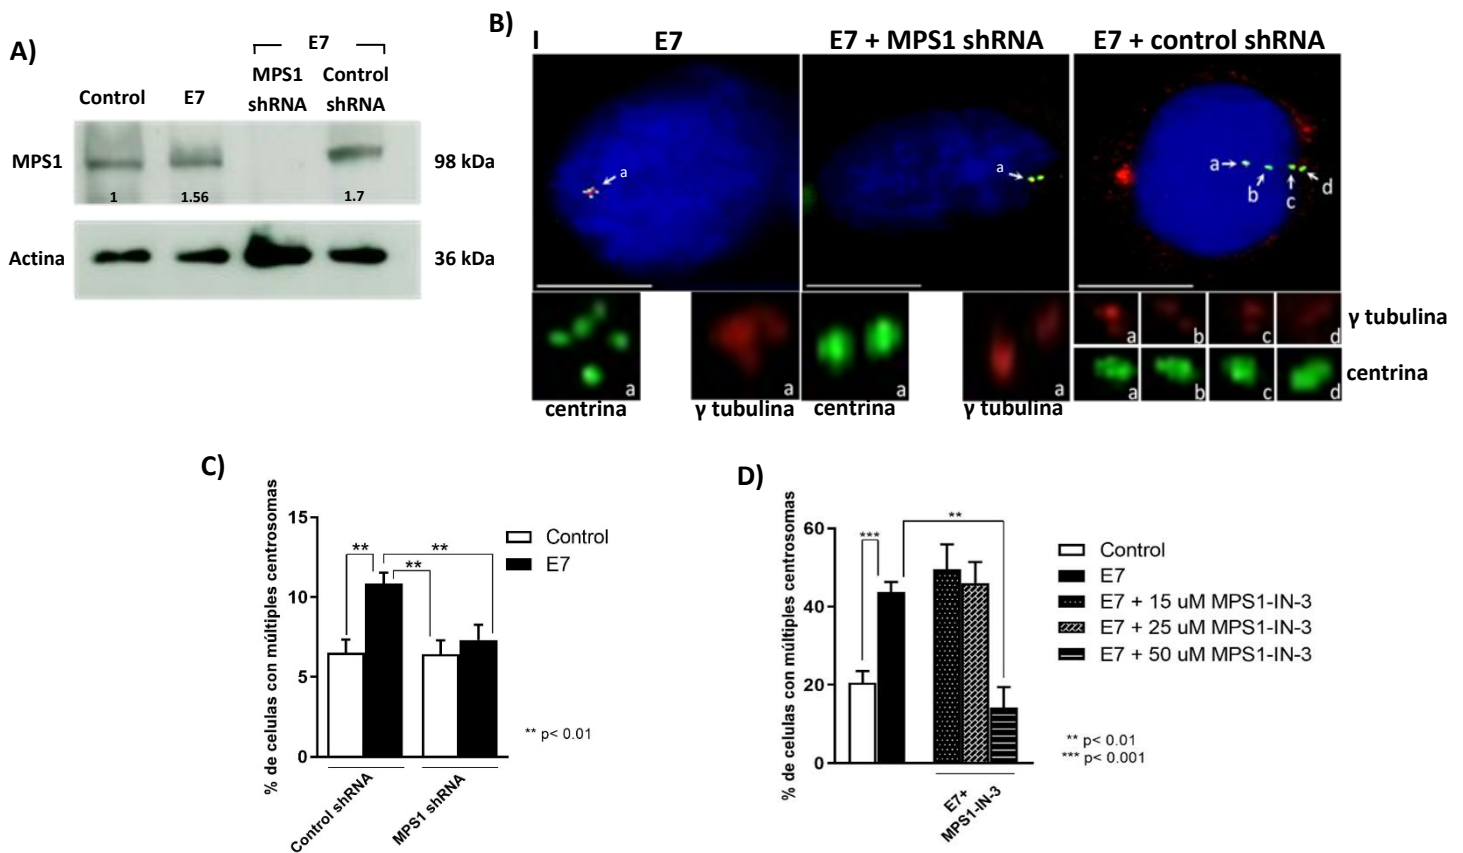 A)
E7
MPS1 Control
Control E7 shRNA shRNA
MPS1 98 kDa
1 1.56 1.7
Actina 36 kDa
B)
I E7 E7 + MPS1 shRNA E7 + control shRNA
a a a b c d
a a a a a b c d γ tubulina
a b c d centrina
centrina γ tubulina centrina γ tubulina
C)
% de celulas con múltiples centrosomas
15
10
5
0
** ** **
Control
E7
** p< 0.01
Control shRNA
MPS1 shRNA
D)
% de celulas con múltiples centrosomas
60
40
20
0
*** **
Control
E7
E7 + 15 uM MPS1-IN-3
E7 + 25 uM MPS1-IN-3
E7 + 50 uM MPS1-IN-3
** p< 0.01
*** p< 0.001
E7+
MPS1-IN-3